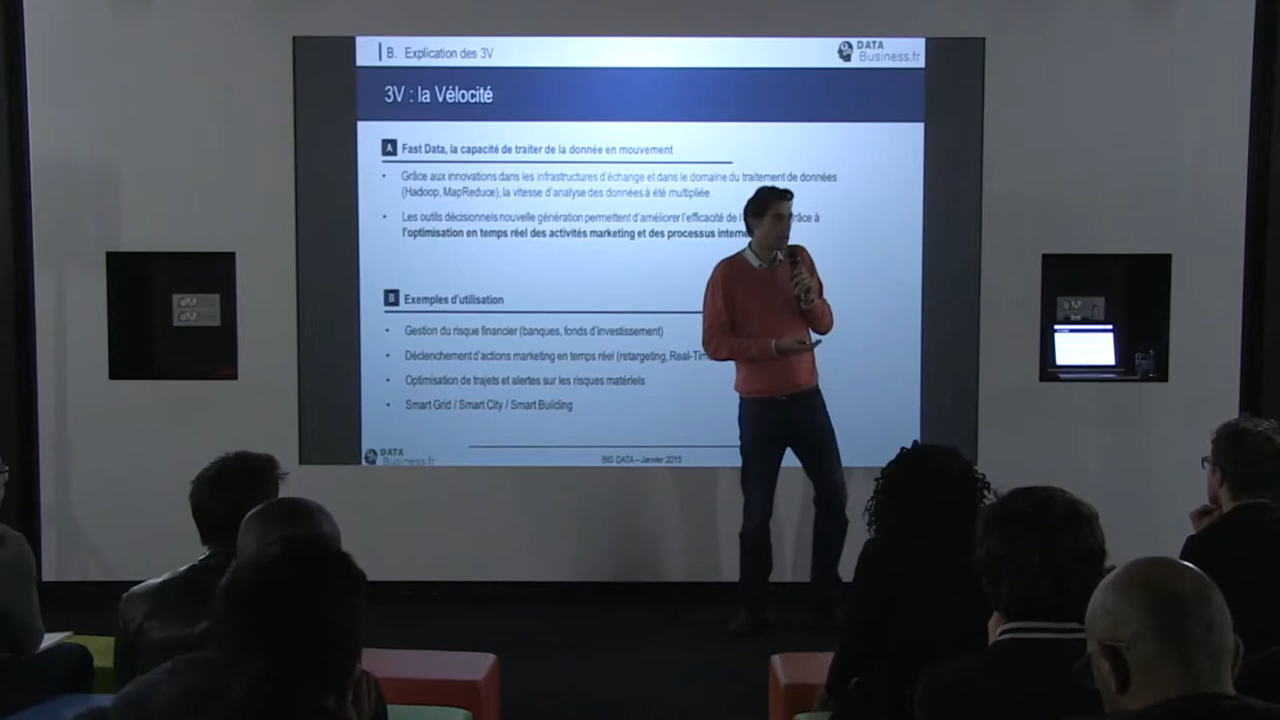 B. Explication des 3V
DATA
Business.fr
3V : la Vélocité
A Fast Data, la capacité de traiter de la donnée en mouvement
• Grâce aux innovations dans les infrastructures d'échange et dans le domaine du traitement de données
(Hadoop, MapReduce), la vitesse d'analyse des données à été multipliée
• Les outils décisionnels nouvelle génération permettent d'améliorer l'efficacité de grâce à
l'optimisation en temps réel des activités marketing et des processus
B Exemples d'utilisation
• Gestion du risque financier (banques, fonds d'investissement)
• Déclenchement d'actions marketing en temps réel (retargeting,
• Optimisation de trajets et alertes sur les risques matériels
• Smart Grid / Smart City / Smart Building
DATA
Business.fr
BIG DATA – Janvier 2015